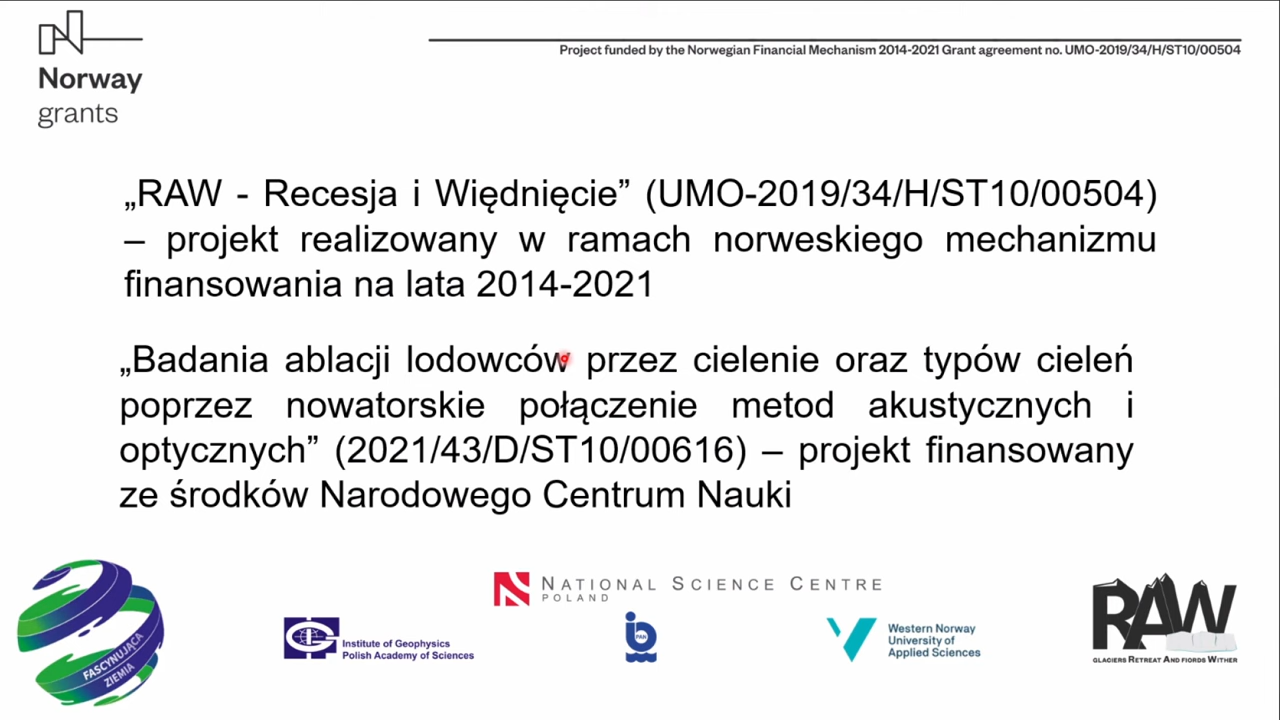 Norway
grants
Project funded by the Norwegian Financial Mechanism 2014-2021 Grant agreement no. UMO-2019/34/H/ST10/00504
„RAW - Recesja i Więdnięcie” (UMO-2019/34/H/ST10/00504)
– projekt realizowany w ramach norweskiego mechanizmu
finansowania na lata 2014-2021
„Badania ablacji lodowców przez cielenie oraz typów cieleń
poprzez nowatorskie połączenie metod akustycznych i
optycznych” (2021/43/D/ST10/00616) – projekt finansowany
ze środków Narodowego Centrum Nauki
FASCYNUJĄCA
ZIEMIA
NATIONAL SCIENCE CENTRE
POLAND
Institute of Geophysics
Polish Academy of Sciences
PAN
Western Norway
University of
Applied Sciences
RAW
GLACIERS RETREAT AND FIORDS WITHER